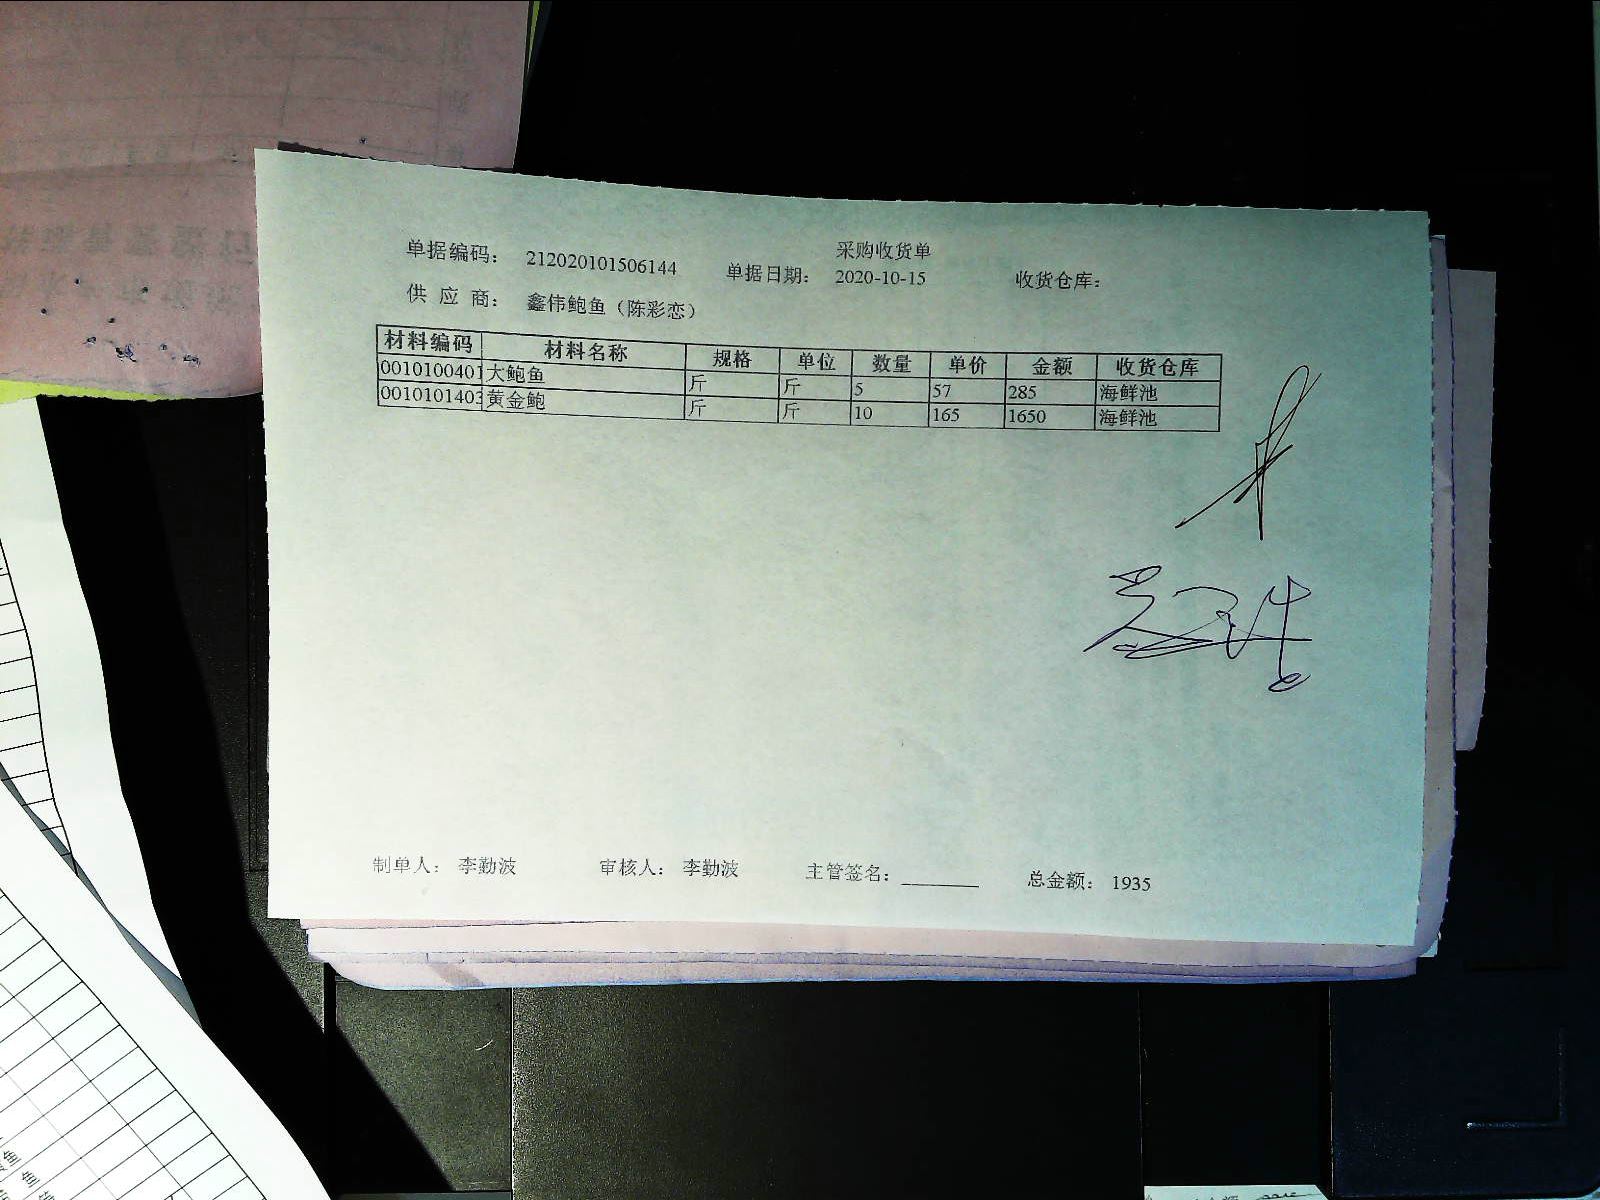 采购收货单
单据编码: 212020101506144 单据日期: 2020-10-15 收货仓库:
供 应 商: 鑫伟鲍鱼（陈彩恋）
材料编码 材料名称 规格 单位 数量 单价 金额 收货仓库
0010100401 大鲍鱼 斤 斤 5 57 285 海鲜池
0010101403 黄金鲍 斤 斤 10 165 1650 海鲜池
制单人: 李勤波 审核人: 李勤波 主管签名: 总金额: 1935